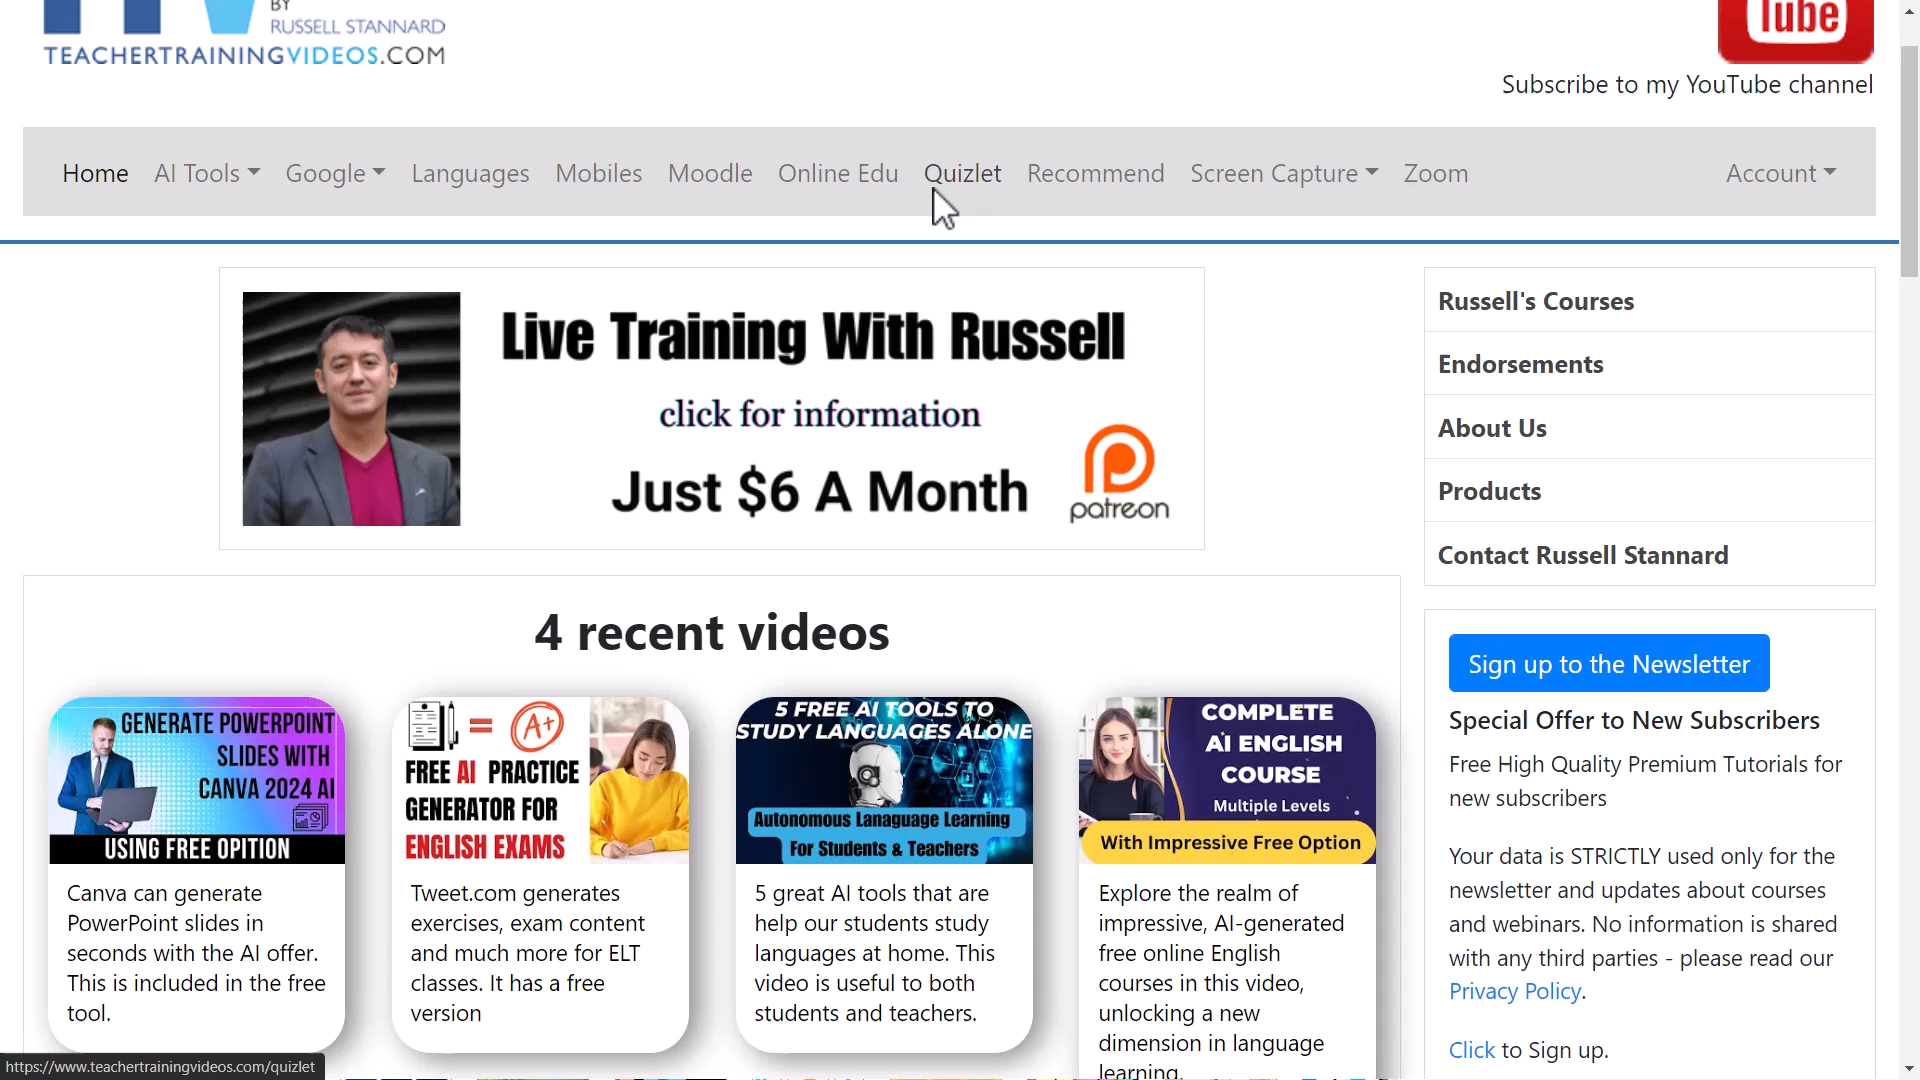 BY
RUSSELL STANNARD
TEACHERTRAININGVIDEOS.COM
Tube
Subscribe to my YouTube channel
Home AI Tools Google Languages Mobiles Moodle Online Edu Quizlet Recommend Screen Capture Zoom Account
Live Training With Russell
click for information
Just $6 A Month
patreon
Russell's Courses
Endorsements
About Us
Products
Contact Russell Stannard
4 recent videos
GENERATE POWERPOINT
SLIDES WITH
CANVA 2024 AI
USING FREE OPITION
Canva can generate
PowerPoint slides in
seconds with the AI offer.
This is included in the free
tool.
= A+
FREE AI PRACTICE
GENERATOR FOR
ENGLISH EXAMS
Tweet.com generates
exercises, exam content
and much more for ELT
classes. It has a free
version
5 FREE AI TOOLS TO
STUDY LANGUAGES ALONE
Autonomous Lanaguage Learning
For Students & Teachers
5 great AI tools that are
help our students study
languages at home. This
video is useful to both
students and teachers.
COMPLETE
AI ENGLISH
COURSE
Multiple Levels
With Impressive Free Option
Explore the realm of
impressive, AI-generated
free online English
courses in this video,
unlocking a new
dimension in language
learning.
Sign up to the Newsletter
Special Offer to New Subscribers
Free High Quality Premium Tutorials for
new subscribers
Your data is STRICTLY used only for the
newsletter and updates about courses
and webinars. No information is shared
with any third parties - please read our
Privacy Policy.
Click to Sign up.
https://www.teachertrainingvideos.com/quizlet